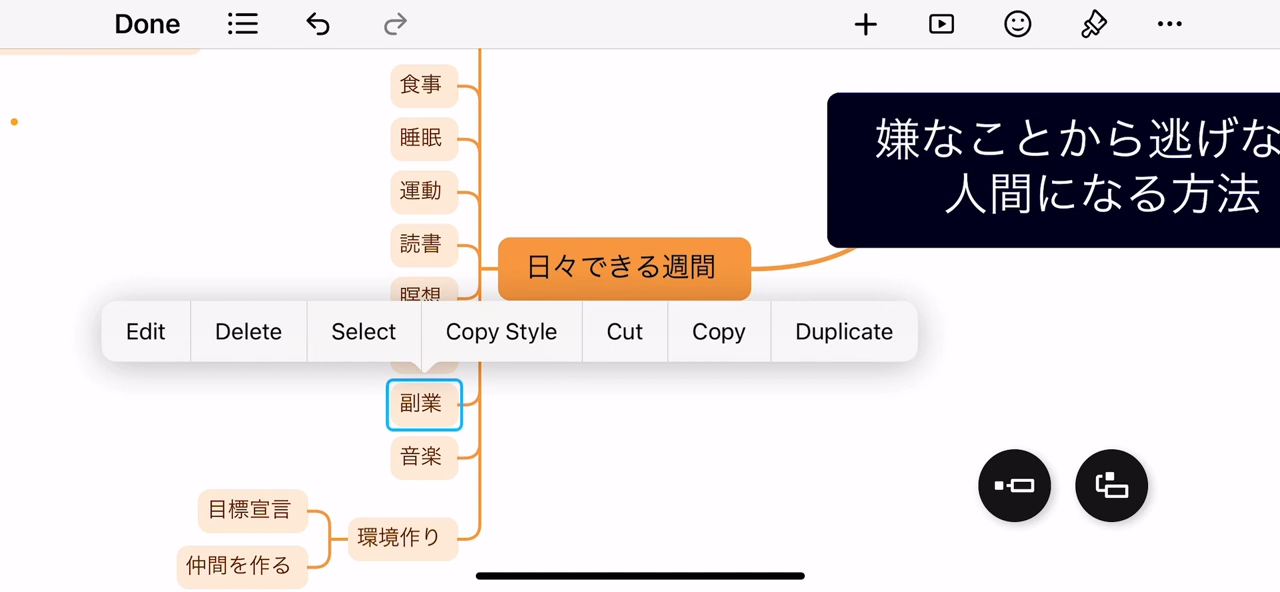 Done
食事
睡眠
運動
読書
瞑想
日々できる週間
嫌なことから逃げな
人間になる方法
Edit
Delete
Select
Copy Style
Cut
Copy
Duplicate
副業
音楽
目標宣言
環境作り
仲間を作る